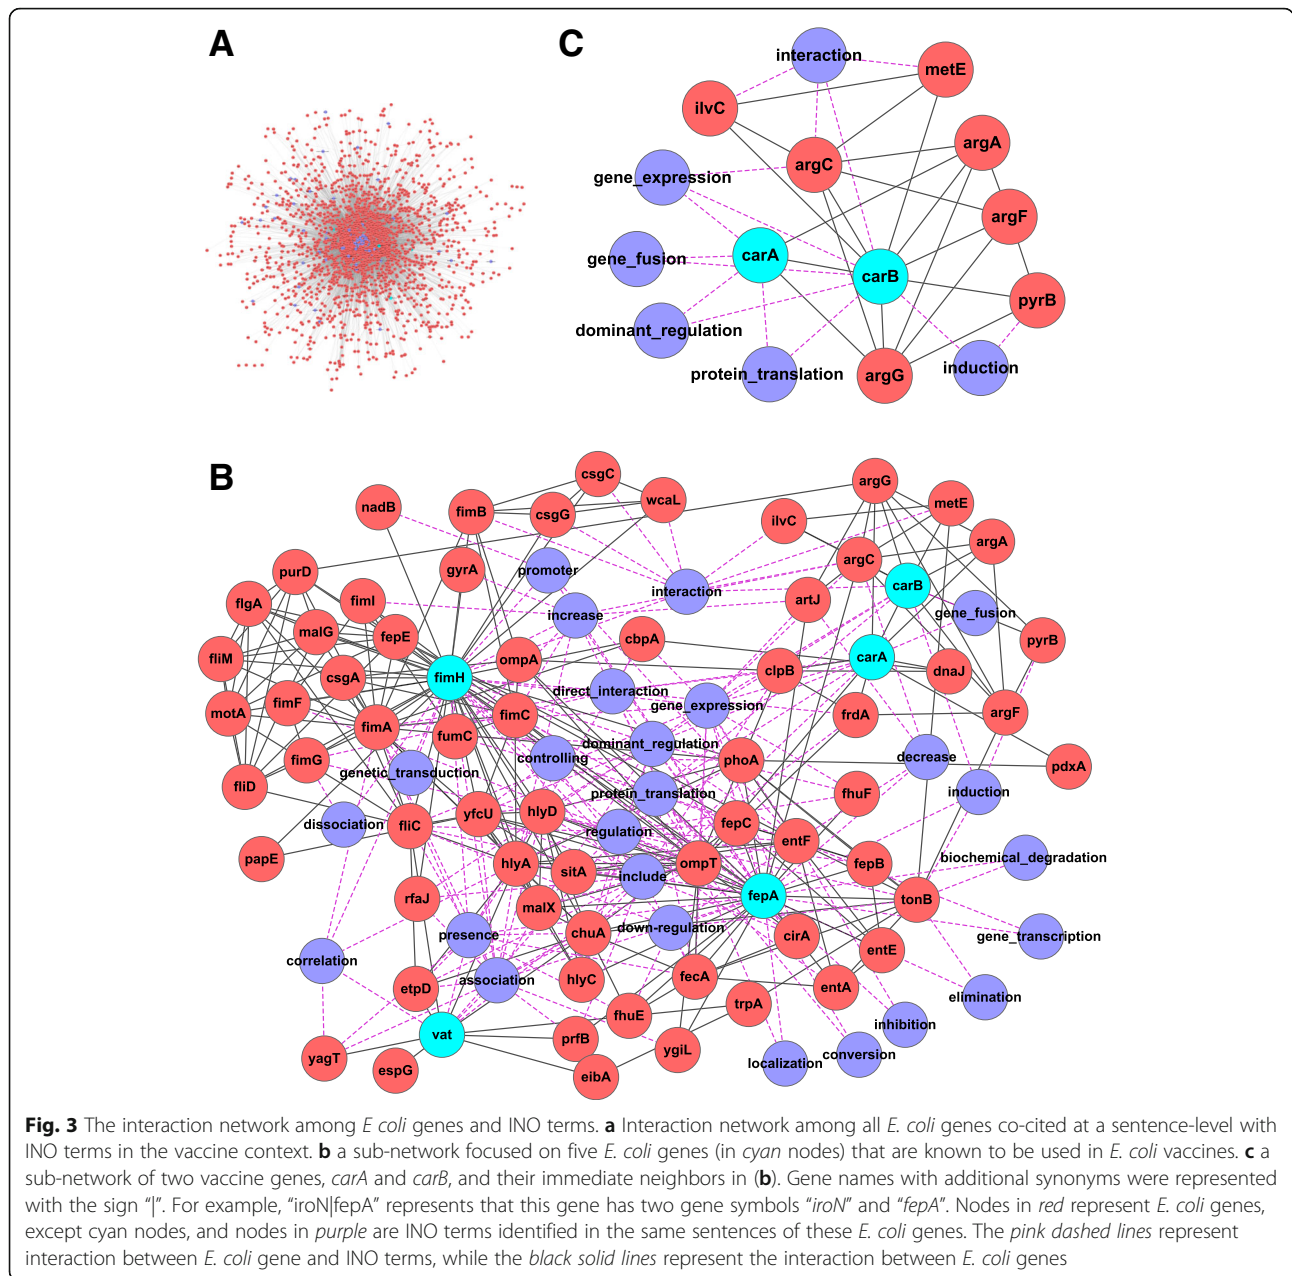 A
C
interaction
metE
ilvC
argA
argC
gene_expression
argF
carA
gene_fusion
carB
pyrB
dominant_regulation
protein_translation
argG
induction
B
csgC
argG
nadB
fimB
csgG
wcaL
ilvC
metE
argA
purD
gyrA
promoter
interaction
argC
carB
flgA
fimI
increase
artJ
gene_fusion
malG
fepE
cbpA
pyrB
fliM
csgA
fimH
ompA
clpB
carA
dnaJ
direct_interaction
gene_expression
motA
fimF
fimA
fimC
frdA
argF
fumC
dominant_regulation
fimG
genetic_transduction
controlling
phoA
decrease
pdxA
fliD
protein_translation
fhuF
induction
dissociation
fliC
yfcU
hlyD
regulation
fepC
entF
papE
hlyA
sitA
include
ompT
fepB
biochemical_degradation
rfaJ
malX
fepA
tonB
presence
chuA
down-regulation
cirA
entE
gene_transcription
correlation
etpD
association
hlyC
fecA
entA
elimination
vat
fhuE
trpA
inhibition
yagT
espG
prfB
ygiL
localization
conversion
eibA
Fig. 3 The interaction network among E coli genes and INO terms. a Interaction network among all E. coli genes co-cited at a sentence-level with
INO terms in the vaccine context. b a sub-network focused on five E. coli genes (in cyan nodes) that are known to be used in E. coli vaccines. c a
sub-network of two vaccine genes, carA and carB, and their immediate neighbors in (b). Gene names with additional synonyms were represented
with the sign “|”. For example, “iroN|fepA” represents that this gene has two gene symbols “iroN” and “fepA”. Nodes in red represent E. coli genes,
except cyan nodes, and nodes in purple are INO terms identified in the same sentences of these E. coli genes. The pink dashed lines represent
interaction between E. coli gene and INO terms, while the black solid lines represent the interaction between E. coli genes